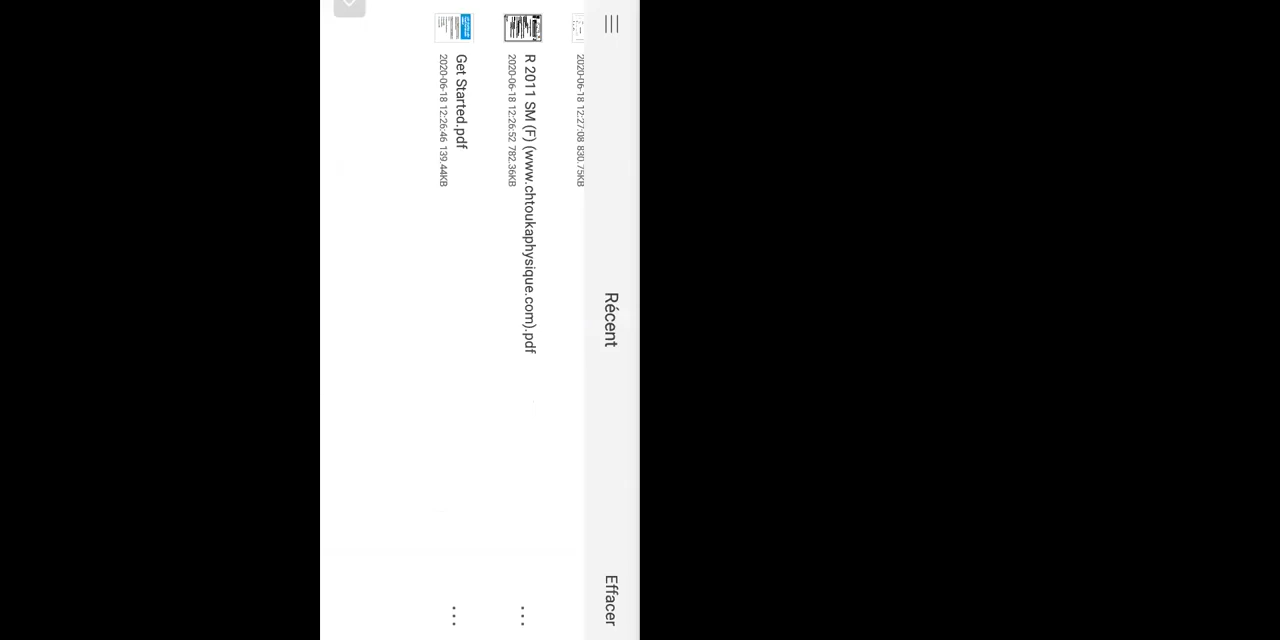 Récent
Effacer
2020-06-18 12:27:08 830.75KB
R 2011 SM (F) (www.chtoukaphysique.com).pdf
2020-06-18 12:26:52 782.36KB
Get Started.pdf
2020-06-18 12:26:46 139.44KB